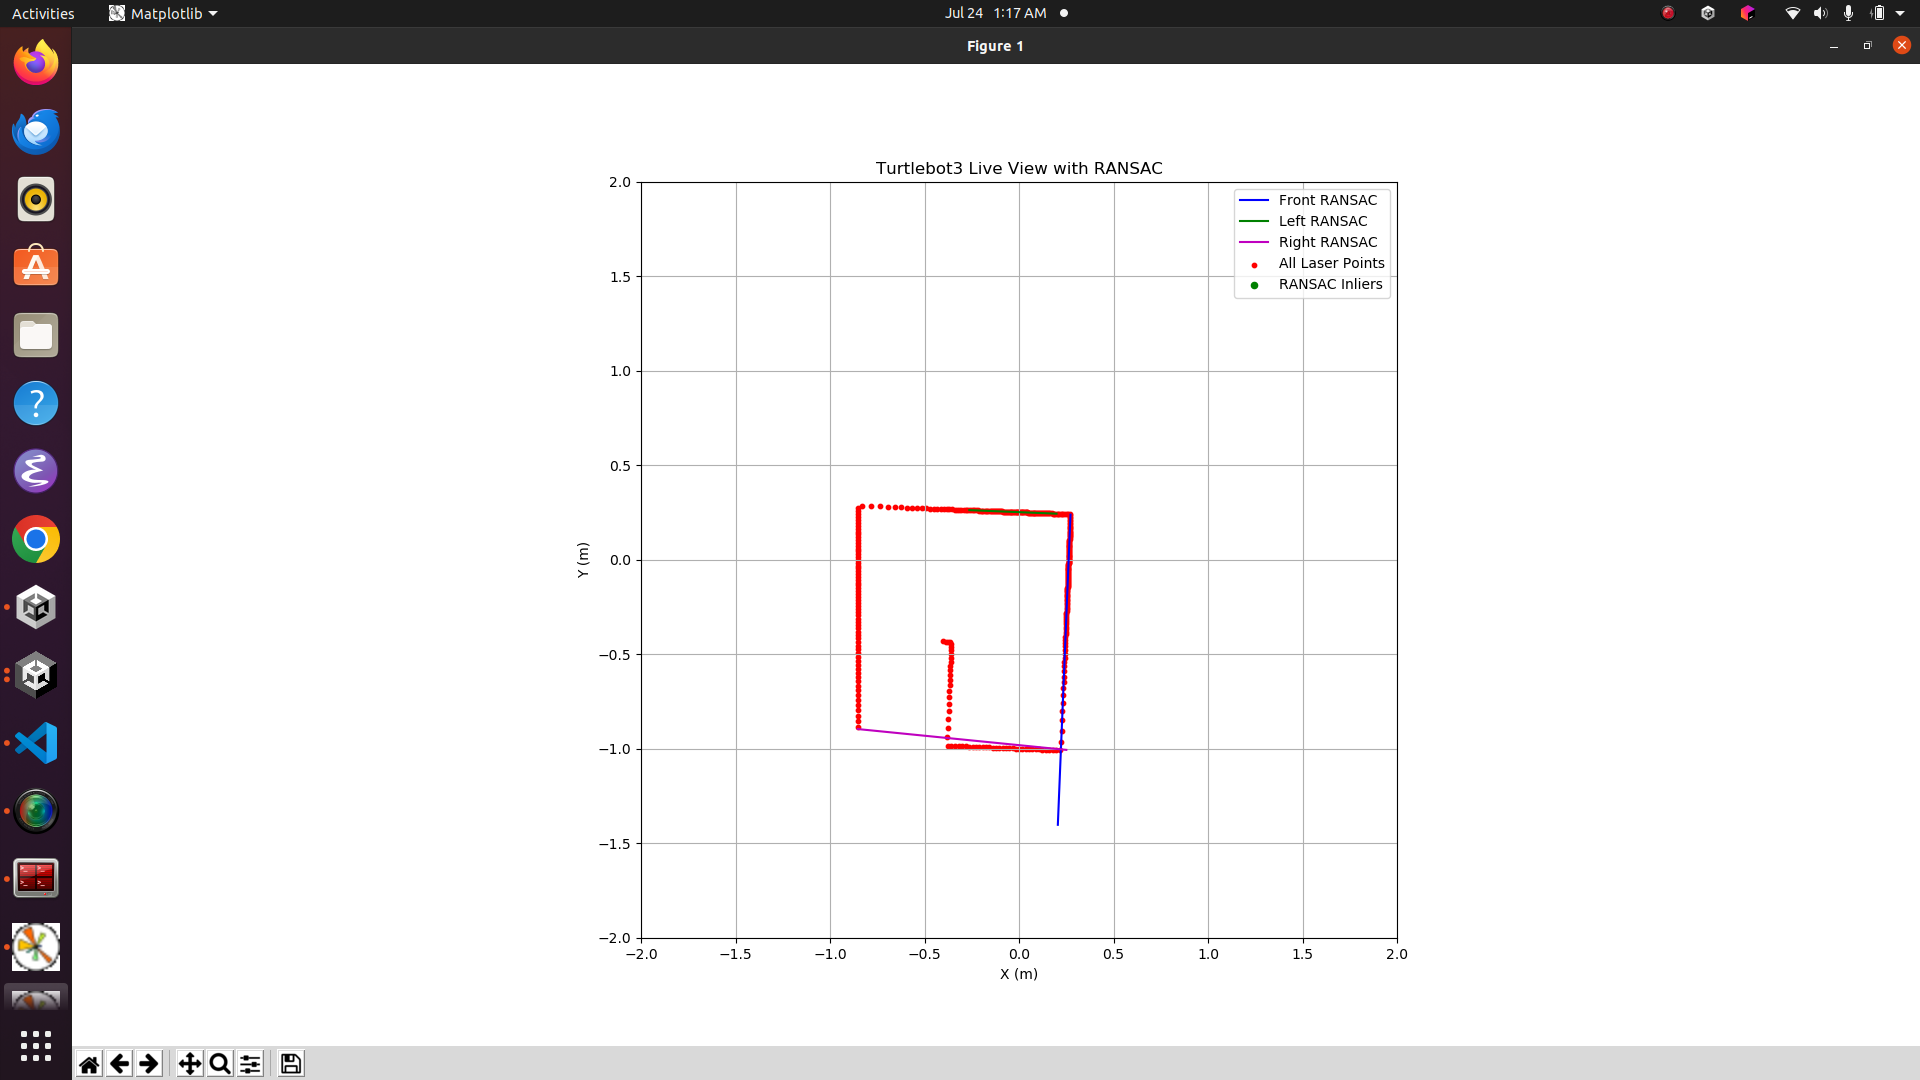 Activities
Matplotlib
Jul 24 1:17 AM
Figure 1
Turtlebot3 Live View with RANSAC
Front RANSAC
Left RANSAC
Right RANSAC
All Laser Points
RANSAC Inliers
2.0
1.5
1.0
0.5
0.0
−0.5
−1.0
−1.5
−2.0
Y (m)
−2.0 −1.5 −1.0 −0.5 0.0 0.5 1.0 1.5 2.0
X (m)